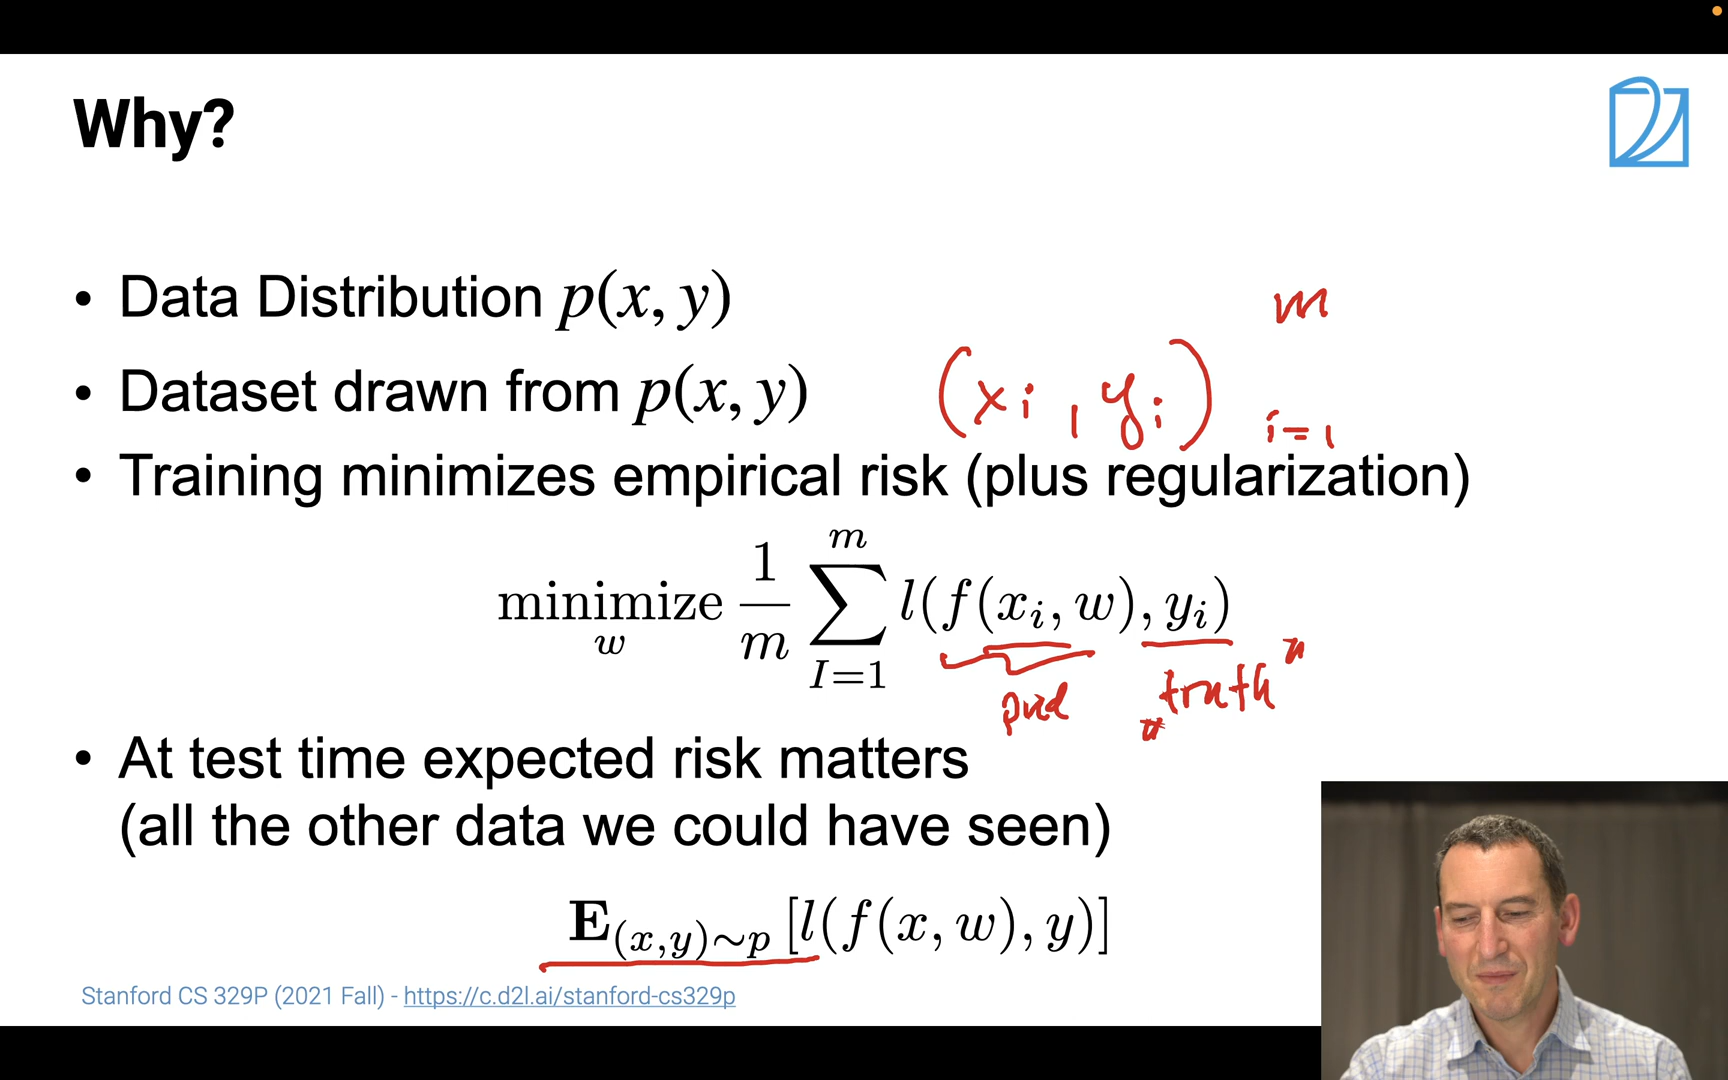 Why?
• Data Distribution p(x, y)
m
• Dataset drawn from p(x, y) (xi, yi)
i=1
• Training minimizes empirical risk (plus regularization)
minimize w 1/m ∑ I=1 m l(f(xi, w), yi)
pred "truth"
• At test time expected risk matters
(all the other data we could have seen)
E(x,y)∼p [l(f(x, w), y)]
Stanford CS 329P (2021 Fall) - https://c.d2l.ai/stanford-cs329p